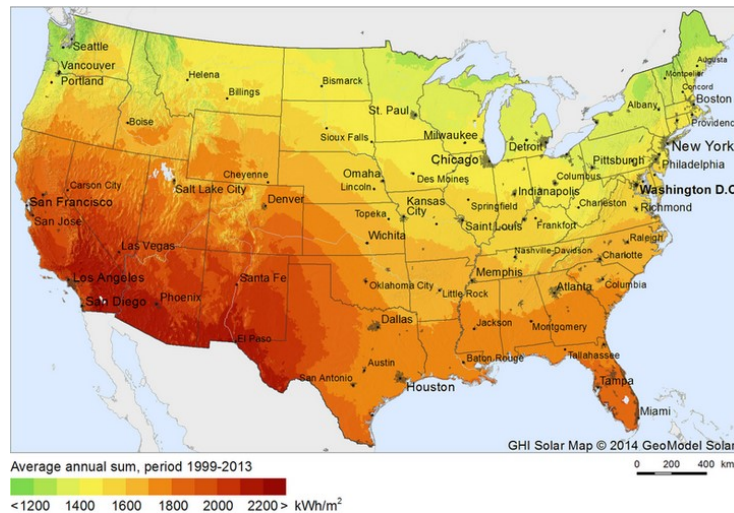 Seattle
Vancouver
Portland
Helena
Billings
Bismarck
Boise
St. Paul
Sioux Falls
Milwaukee
Chicago
Detroit
Augusta
Montpelier
Concord
Albany
Boston
Providenc
New York
Pittsburgh
Philadelphia
Cheyenne
Omaha
Lincoln
Des Moines
Columbus
Indianapolis
Washington D.C
Carson City
Salt Lake City
Denver
Kansas
City
Springfield
Charleston
Richmond
San Francisco
San Jose
Topeka
Saint Louis
Frankfort
Wichita
Las Vegas
Nashville-Davidson
Raleigh
Charlotte
Los Angeles
Santa Fe
Oklahoma City
Memphis
Little Rock
Atlanta
Columbia
San Diego
Phoenix
El Paso
Dallas
Jackson
Montgomery
Austin
Baton Rouge
Tallahassee
San Antonio
Houston
Tampa
Miami
GHI Solar Map © 2014 GeoModel Solar
Average annual sum, period 1999-2013
<1200 1400 1600 1800 2000 2200 > kWh/m²
0 200 400 km